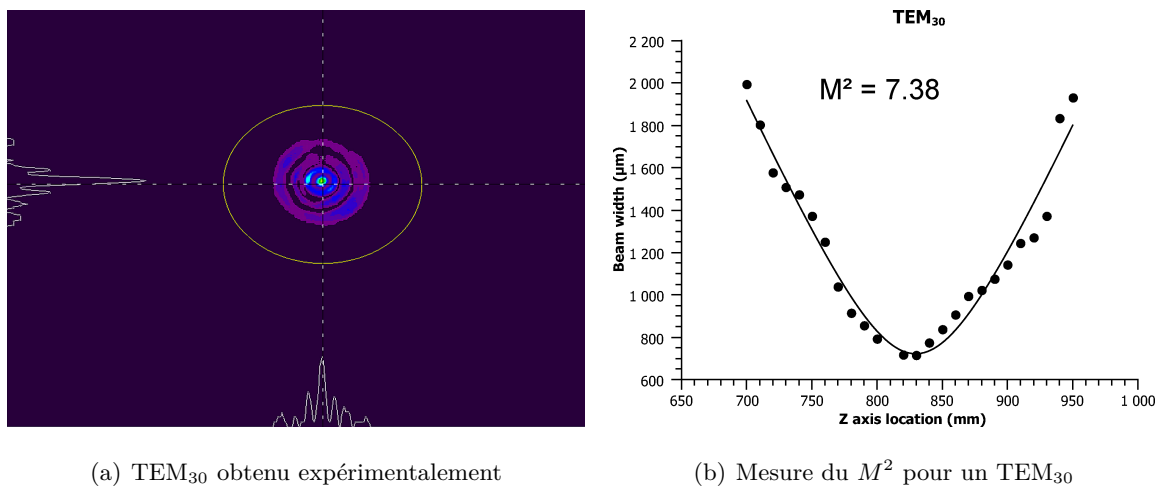 TEM₃₀
M² = 7.38
Beam width (µm)
2 200
2 000
1 800
1 600
1 400
1 200
1 000
800
600
650 700 750 800 850 900 950 1 000
Z axis location (mm)
(a) TEM₃₀ obtenu expérimentalement
(b) Mesure du M² pour un TEM₃₀